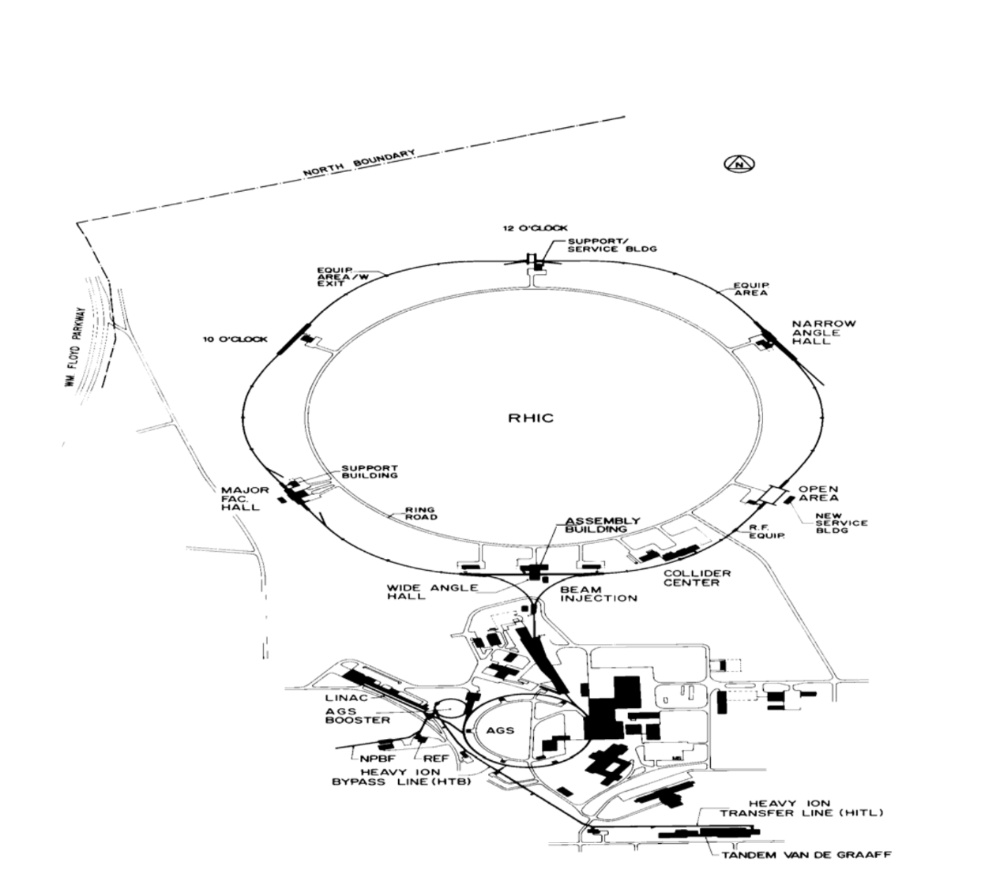 NORTH BOUNDARY
N
12 O'CLOCK
SUPPORT/
SERVICE BLDG
EQUIP.
AREA/W
EXIT
EQUIP.
AREA
WM. FLOYD PARKWAY
10 O'CLOCK
NARROW
ANGLE
HALL
RHIC
SUPPORT
BUILDING
MAJOR
FAC.
HALL
OPEN
AREA
RING
ROAD
ASSEMBLY
BUILDING
NEW
SERVICE
BLDG
R.F.
EQUIP.
COLLIDER
CENTER
WIDE ANGLE
HALL
BEAM
INJECTION
LINAC
AGS
BOOSTER
AGS
NPBF
REF
HEAVY ION
BYPASS LINE (HTB)
HEAVY ION
TRANSFER LINE (HITL)
TANDEM VAN DE GRAAFF